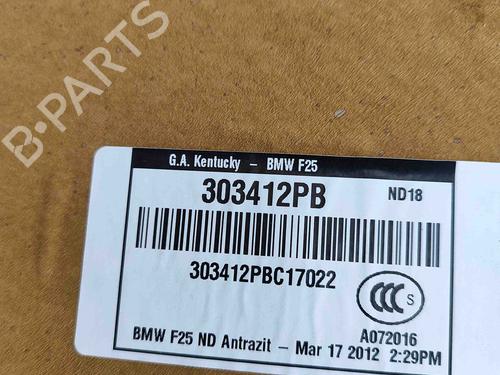 B-PARTS
G.A. Kentucky - BMW F25
303412PB ND18
303412PBC17022
CCC S
A072016
BMW F25 ND Antrazit - Mar 17 2012 2:29PM